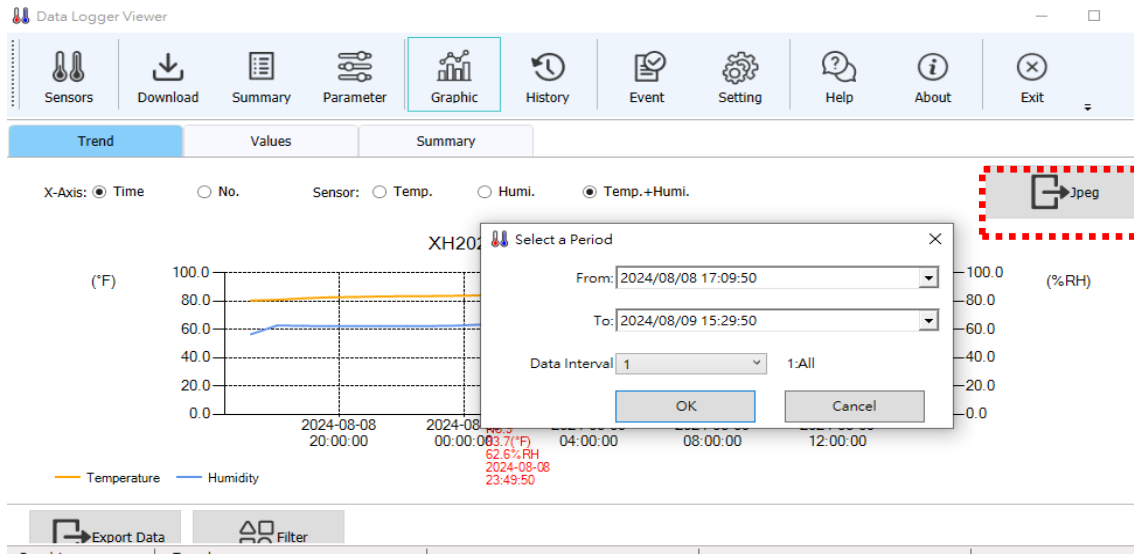 Data Logger Viewer
Sensors Download Summary Parameter Graphic History Event Setting Help About Exit
Trend Values Summary
X-Axis: Time No. Sensor: Temp. Humi. Temp.+Humi. Jpeg
XH202
Select a Period
From: 2024/08/08 17:09:50
To: 2024/08/09 15:29:50
Data Interval 1 1:All
OK Cancel
(°F) (%RH)
100.0 100.0
80.0 80.0
60.0 60.0
40.0 40.0
20.0 20.0
0.0 0.0
2024-08-08 2024-08
20:00:00 00:00:00 04:00:00 08:00:00 12:00:00
62.6%RH
2024-08-08
23:49:50
Temperature Humidity
Export Data Filter